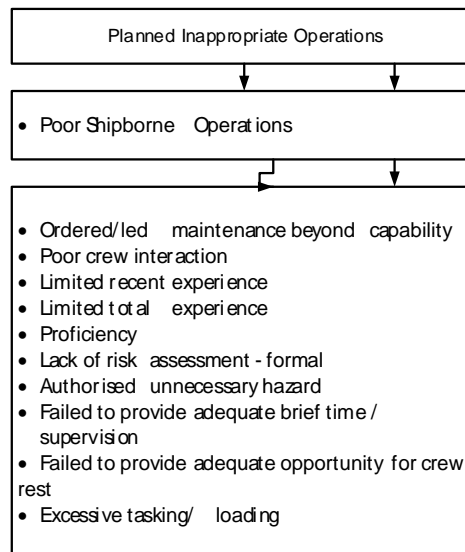 Planned Inappropriate Operations
• Poor Shipborne Operations
• Ordered/led maintenance beyond capability
• Poor crew interaction
• Limited recent experience
• Limited total experience
• Proficiency
• Lack of risk assessment - formal
• Authorised unnecessary hazard
• Failed to provide adequate brief time /
supervision
• Failed to provide adequate opportunity for crew
rest
• Excessive tasking/ loading